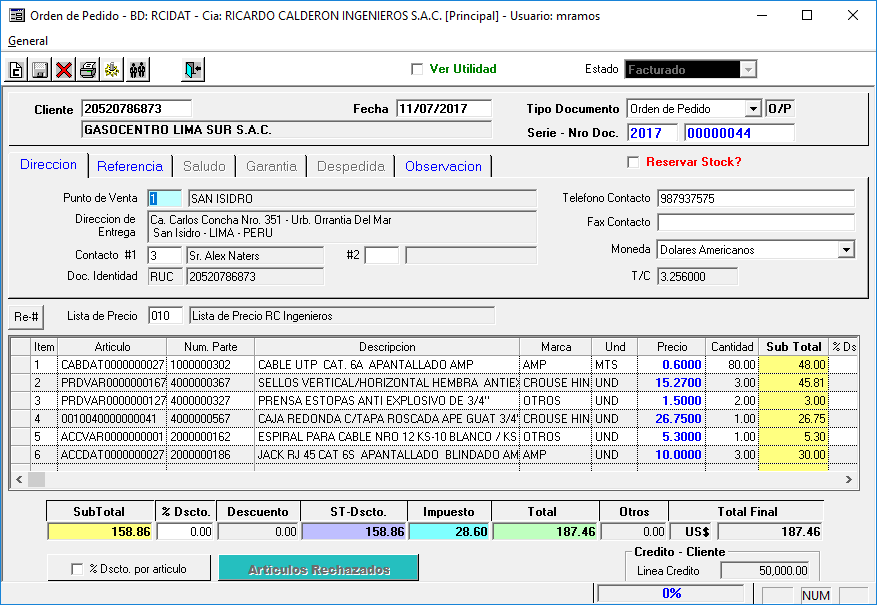 Orden de Pedido - BD: RCIDAT - Cia: RICARDO CALDERON INGENIEROS S.A.C. [Principal] - Usuario: mramos
General
Ver Utilidad Estado Facturado
Cliente 20520786873 Fecha 11/07/2017 Tipo Documento Orden de Pedido O/P
GASOCENTRO LIMA SUR S.A.C. Serie - Nro Doc. 2017 00000044
Direccion Referencia Saludo Garantia Despedida Observacion Reservar Stock?
Punto de Venta 1 SAN ISIDRO Telefono Contacto 987937575
Direccion de Entrega Ca. Carlos Concha Nro. 351 - Urb. Orrantia Del Mar Fax Contacto
San Isidro - LIMA - PERU
Contacto #1 3 Sr. Alex Naters #2 Moneda Dolares Americanos
Doc. Identidad RUC 20520786873 T/C 3.256000
Re-# Lista de Precio 010 Lista de Precio RC Ingenieros
Item Articulo Num. Parte Descripcion Marca Und Precio Cantidad Sub Total % Ds
1 CABDAT0000000027 1000000302 CABLE UTP CAT. 6A APANTALLADO AMP AMP MTS 0.6000 80.00 48.00
2 PRDVAR0000000167 4000000367 SELLOS VERTICAL/HORIZONTAL HEMBRA ANTIEX CROUSE HIN UND 15.2700 3.00 45.81
3 PRDVAR0000000127 4000000327 PRENSA ESTOPAS ANTI EXPLOSIVO DE 3/4" OTROS UND 1.5000 2.00 3.00
4 0010040000000041 4000000567 CAJA REDONDA C/TAPA ROSCADA APE GUAT 3/4" CROUSE HIN UND 26.7500 1.00 26.75
5 ACCVAR0000000001 2000000162 ESPIRAL PARA CABLE NRO 12 KS-10 BLANCO / KS OTROS UND 5.3000 1.00 5.30
6 ACCDAT0000000027 2000000186 JACK RJ 45 CAT 6S APANTALLADO BLINDADO AM AMP UND 10.0000 3.00 30.00
SubTotal % Dscto. Descuento ST-Dscto. Impuesto Total Otros Total Final
158.86 0.00 0.00 158.86 28.60 187.46 0.00 US$ 187.46
% Dscto. por articulo Articulos Rechazados Credito - Cliente
Linea Credito 50,000.00
0% NUM